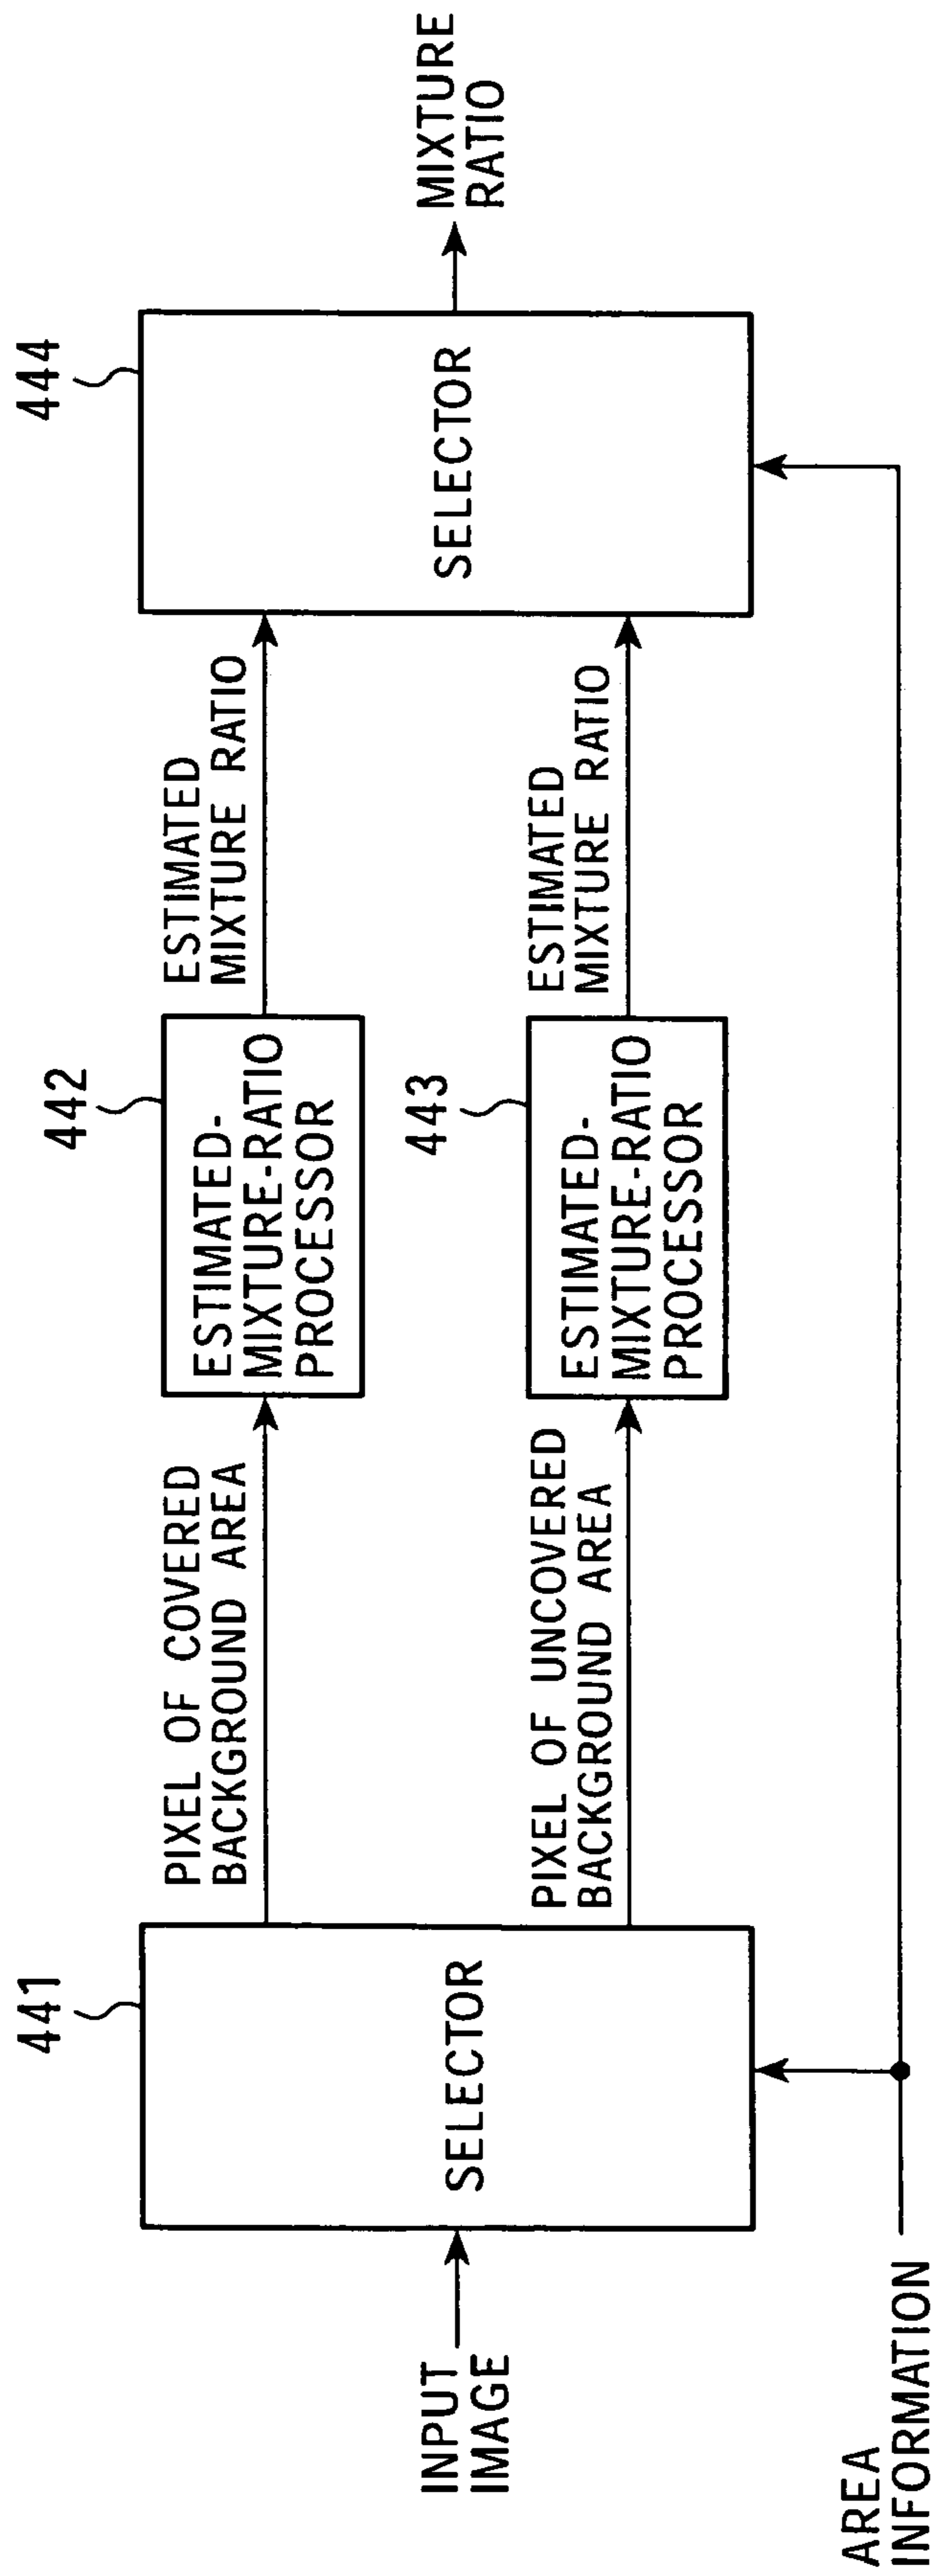 INPUT
IMAGE
AREA
INFORMATION
441
SELECTOR
PIXEL OF COVERED
BACKGROUND AREA
PIXEL OF UNCOVERED
BACKGROUND AREA
442
ESTIMATED-
MIXTURE-RATIO
PROCESSOR
443
ESTIMATED-
MIXTURE-RATIO
PROCESSOR
ESTIMATED
MIXTURE RATIO
ESTIMATED
MIXTURE RATIO
444
SELECTOR
MIXTURE
RATIO